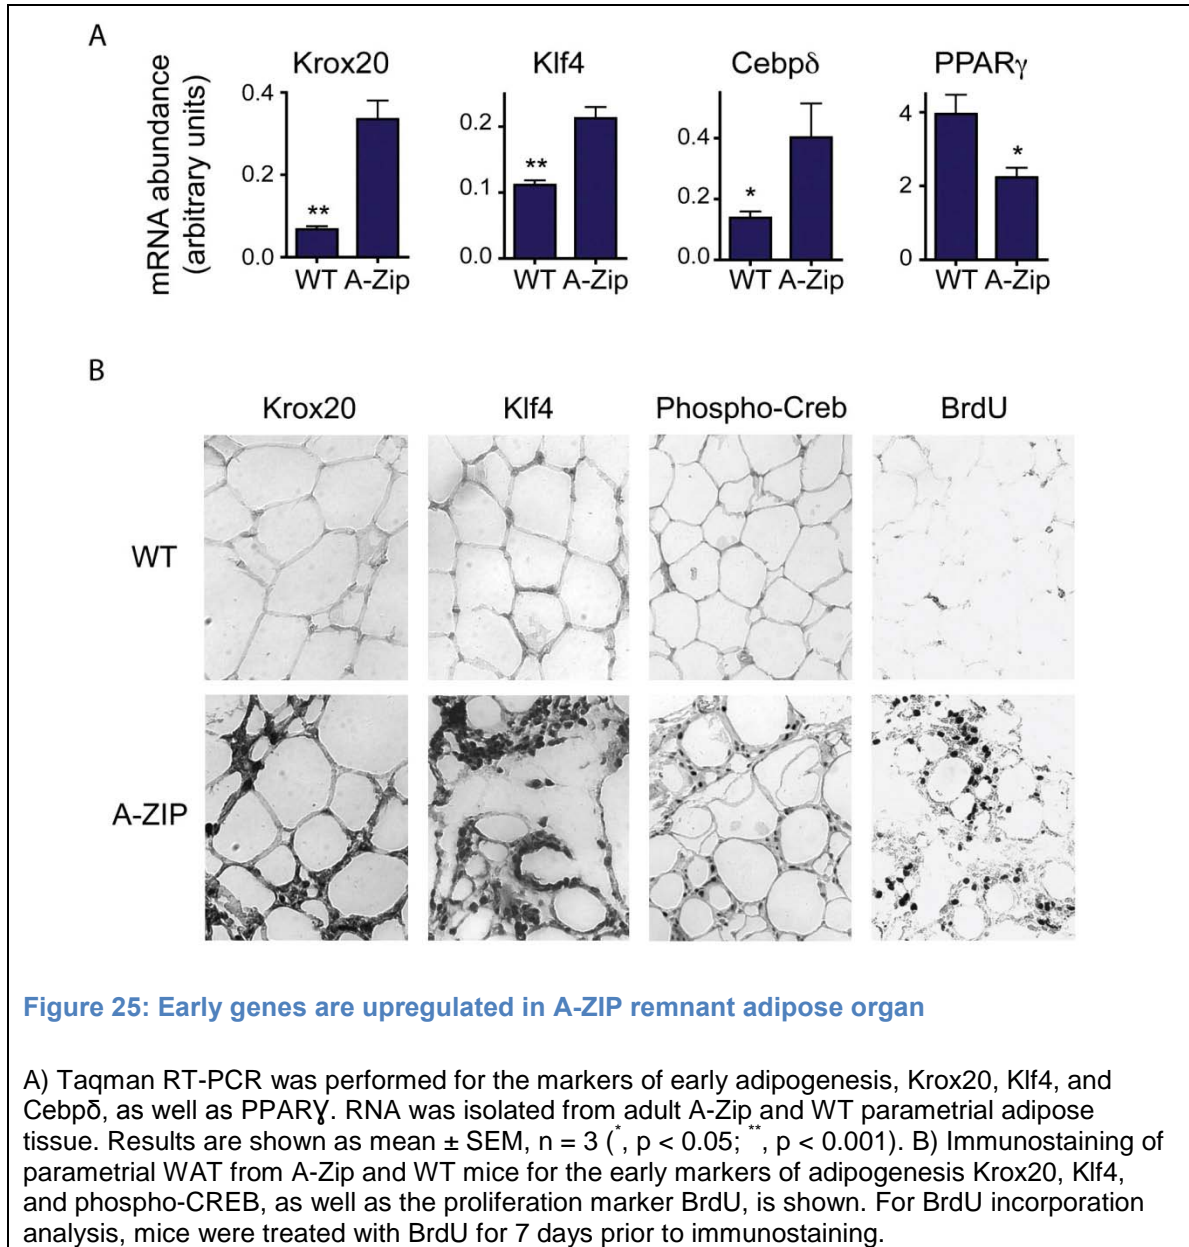 A
Krox20 Klf4 Cebpδ PPARγ
mRNA abundance
(arbitrary units)
0.4
0.2
0.0
WT A-Zip
**
0.2
0.1
0.0
WT A-Zip
**
0.4
0.2
0.0
WT A-Zip
*
4
2
0
WT A-Zip
*
B
Krox20 Klf4 Phospho-Creb BrdU
WT
A-ZIP
Figure 25: Early genes are upregulated in A-ZIP remnant adipose organ
A) Taqman RT-PCR was performed for the markers of early adipogenesis, Krox20, Klf4, and
Cebpδ, as well as PPARɣ. RNA was isolated from adult A-Zip and WT parametrial adipose
tissue. Results are shown as mean ± SEM, n = 3 (*, p < 0.05; **, p < 0.001). B) Immunostaining of
parametrial WAT from A-Zip and WT mice for the early markers of adipogenesis Krox20, Klf4,
and phospho-CREB, as well as the proliferation marker BrdU, is shown. For BrdU incorporation
analysis, mice were treated with BrdU for 7 days prior to immunostaining.